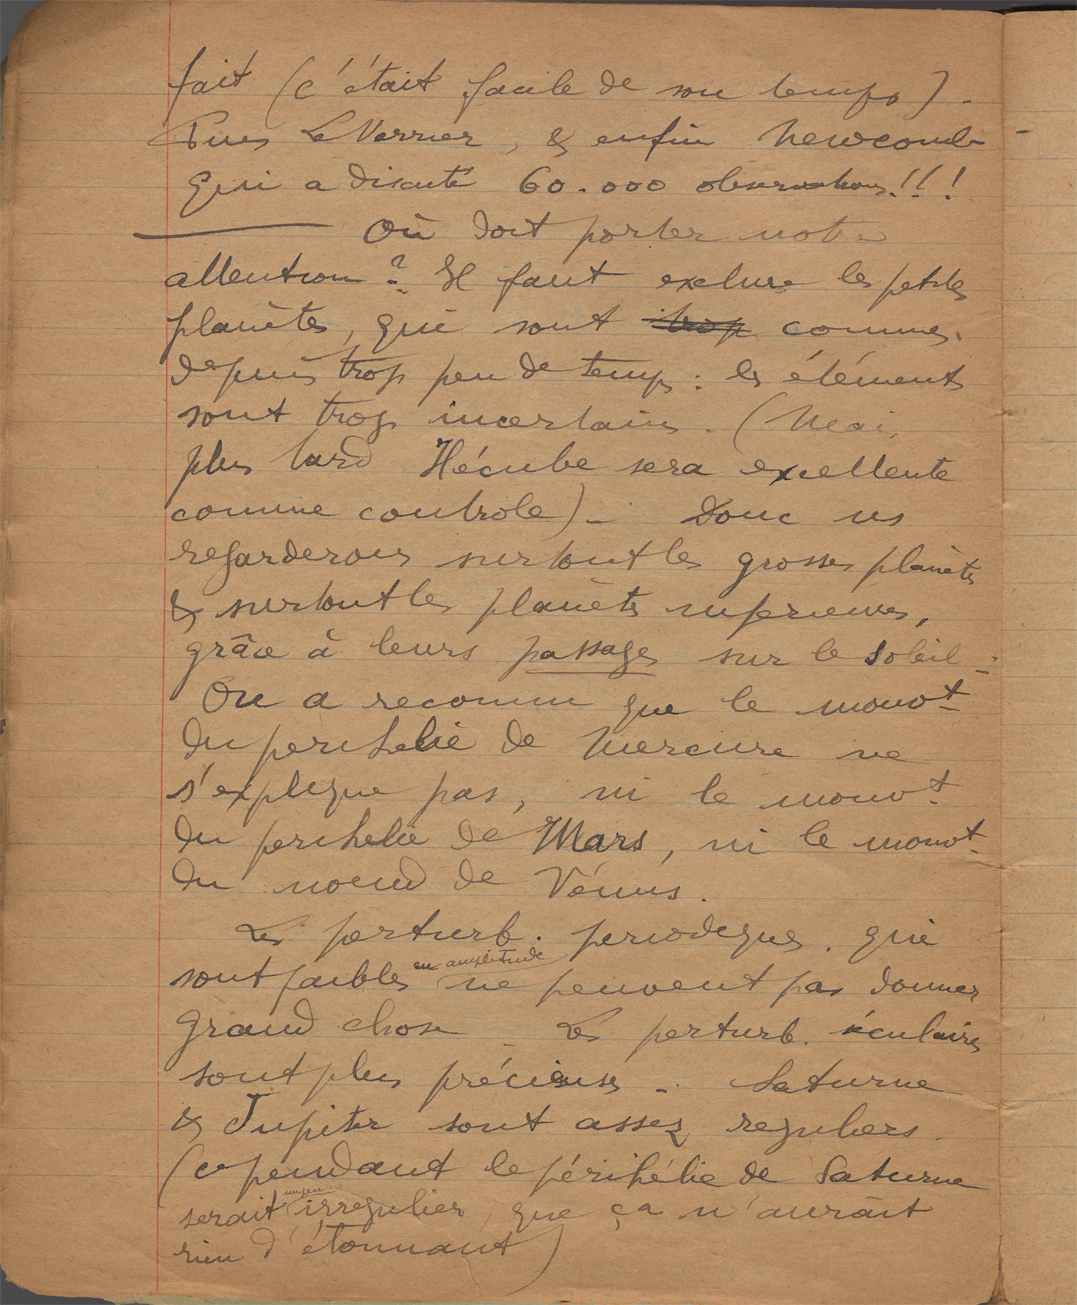 fait (c'était facile de son temps).
Puis Le Verrier, & enfin Newcomb
qui a discuté 60.000 observations!!!
Où doit porter notre
attention? Il faut exclure les petites
planètes, qui sont trop connues
depuis trop peu de temps: les éléments
sont trop incertains. (Mais,
plus tard Hécube sera excellente
comme controle) – Donc ns
regarderons surtout les grosses planètes
& surtout les planètes inferieures,
grâce à leurs passages sur le Soleil –
On a reconnu que le mouvt
du perihelie de Mercure ne
s'explique pas, ni le mouvt
du perihelie de Mars, ni le mouvt
du noeud de Vénus.
Les perturb. periodiques. qui
sont faibles en amplitude ne peuvent pas donner
grand chose – Les perturb. séculaires
sont plus précieuses –. Saturne
& Jupiter sont assez reguliers.
(cependant le périhélie de Saturne
serait un peu irregulier, que ça n'aurait
rien d'étonnant)